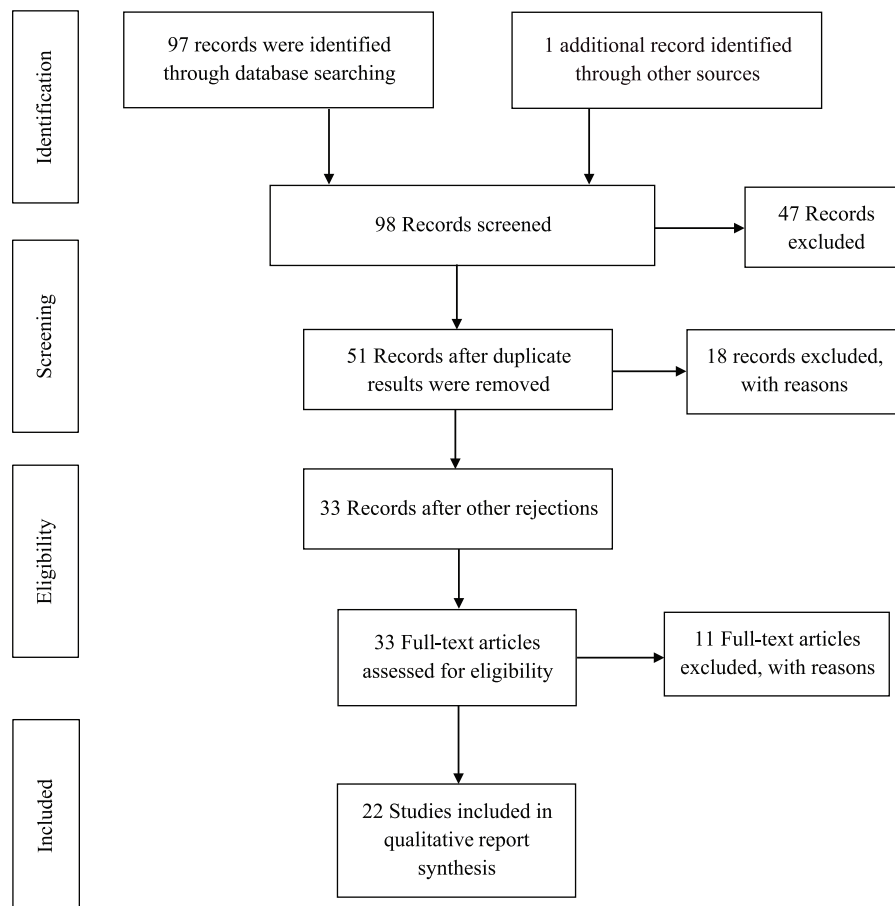 Identification
97 records were identified
through database searching
1 additional record identified
through other sources
98 Records screened
47 Records
excluded
Screening
51 Records after duplicate
results were removed
18 records excluded,
with reasons
Eligibility
33 Records after other rejections
33 Full-text articles
assessed for eligibility
11 Full-text articles
excluded, with reasons
Included
22 Studies included in
qualitative report
synthesis